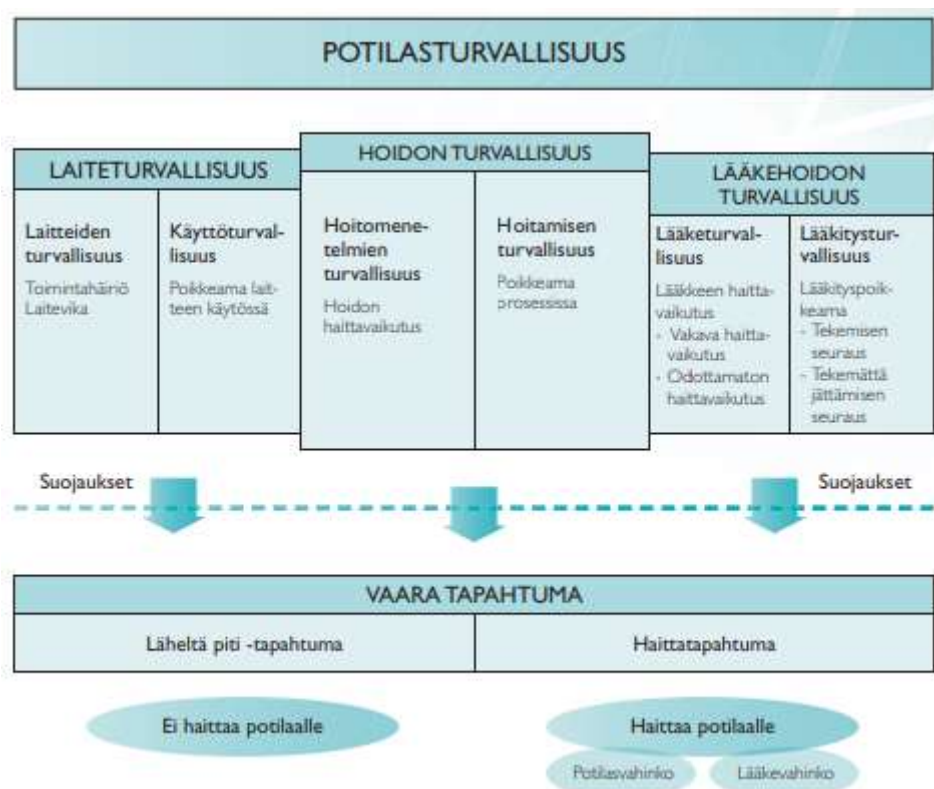 POTILASTURVALLISUUS
LAITETURVALLISUUS
Laitteiden
turvallisuus
Toimintahäiriö
Laitevika
Käyttöturval-
lisuus
Poikkeama lait-
teen käytössä
HOIDON TURVALLISUUS
Hoitomene-
telmien
turvallisuus
Hoidon
haittavaikutus
Hoitamisen
turvallisuus
Poikkeama
prosessissa
LÄÄKEHOIDON
TURVALLISUUS
Lääketurval-
lisuus
Lääkkeen haitta-
vaikutus
- Vakava haitta-
vaikutus
- Odottamaton
haittavaikutus
Lääkitystur-
vallisuus
Lääkityspoik-
keama
- Tekemisen
seuraus
- Tekemättä
jättämisen
seuraus
Suojaukset
Suojaukset
VAARA TAPAHTUMA
Läheltä piti -tapahtuma
Haittatapahtuma
Ei haittaa potilaalle
Haittaa potilaalle
Potilasvahinko
Lääkevahinko